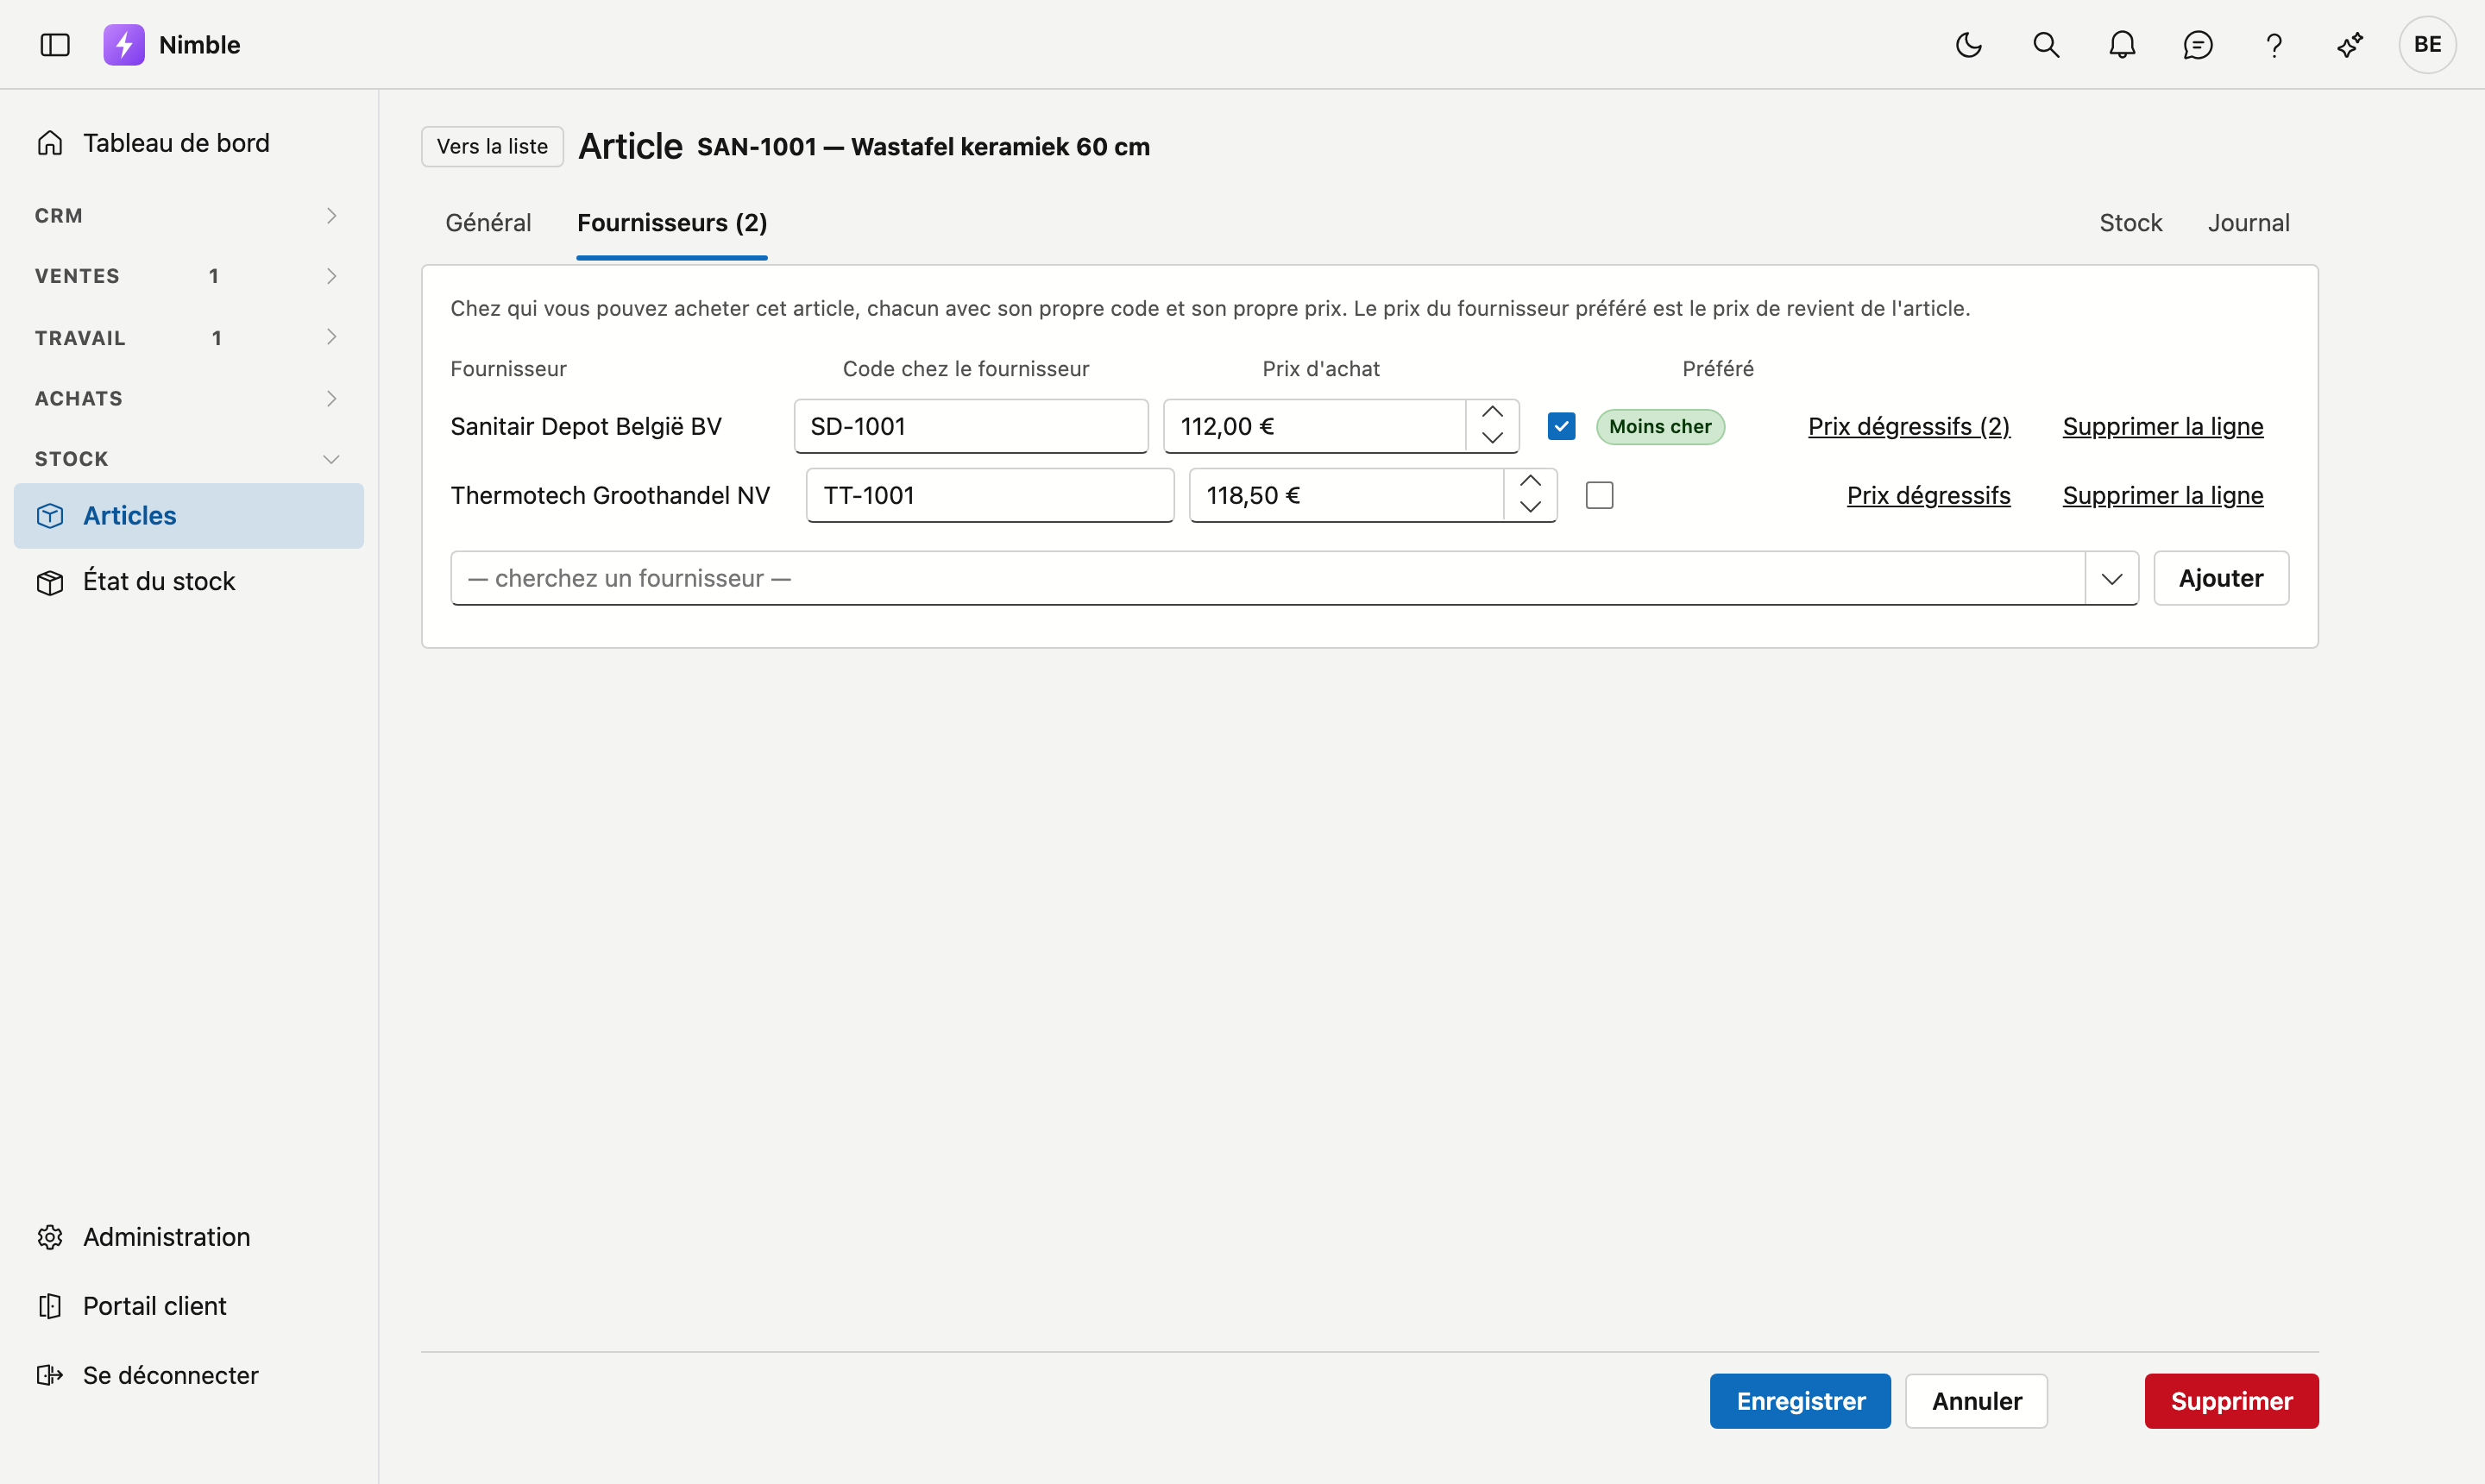 Nimble
BE
Tableau de bord
CRM
VENTES 1
TRAVAIL 1
ACHATS
STOCK
Articles
État du stock
Administration
Portail client
Se déconnecter
Vers la liste Article SAN-1001 — Wastafel keramiek 60 cm
Général Fournisseurs (2) Stock Journal
Chez qui vous pouvez acheter cet article, chacun avec son propre code et son propre prix. Le prix du fournisseur préféré est le prix de revient de l'article.
Fournisseur Code chez le fournisseur Prix d'achat Préféré
Sanitair Depot België BV SD-1001 112,00 € Moins cher Prix dégressifs (2) Supprimer la ligne
Thermotech Groothandel NV TT-1001 118,50 € Prix dégressifs Supprimer la ligne
— cherchez un fournisseur — Ajouter
Enregistrer Annuler Supprimer